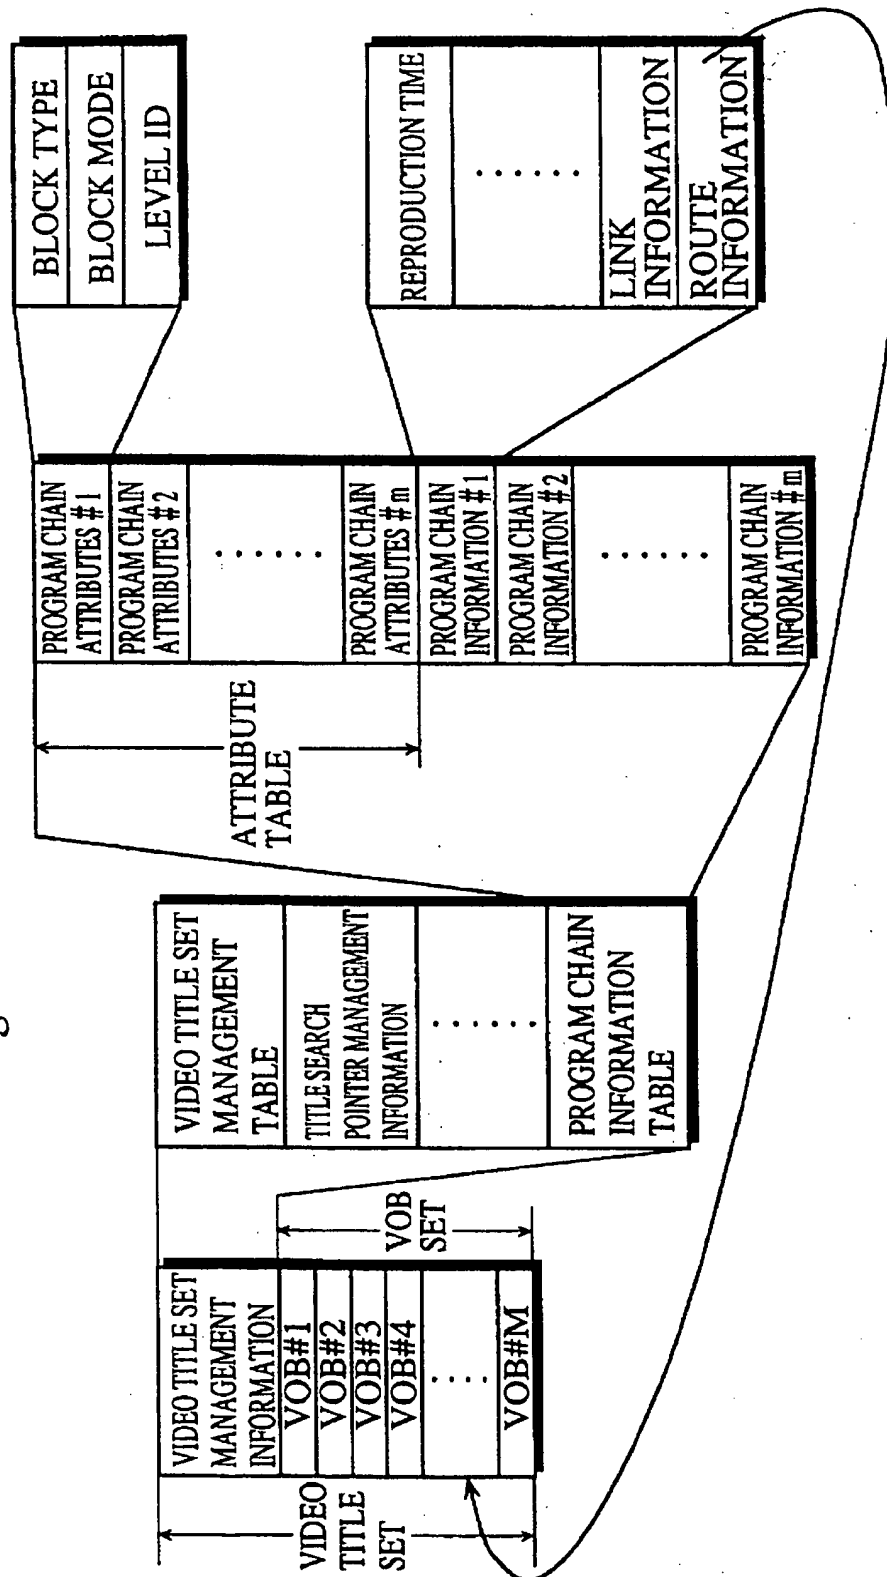 VIDEO
TITLE
SET
VIDEO TITLE SET
MANAGEMENT
INFORMATION
VOB#1
VOB#2
VOB#3
VOB#4
.....
VOB#M
VOB
SET
VIDEO TITLE SET
MANAGEMENT
TABLE
TITLE SEARCH
POINTER MANAGEMENT
INFORMATION
.......
PROGRAM CHAIN
INFORMATION
TABLE
ATTRIBUTE
TABLE
PROGRAM CHAIN
ATTRIBUTES #1
PROGRAM CHAIN
ATTRIBUTES #2
......
PROGRAM CHAIN
ATTRIBUTES #m
PROGRAM CHAIN
INFORMATION #1
PROGRAM CHAIN
INFORMATION #2
......
PROGRAM CHAIN
INFORMATION #m
BLOCK TYPE
BLOCK MODE
LEVEL ID
REPRODUCTION TIME
......
LINK
INFORMATION
ROUTE
INFORMATION